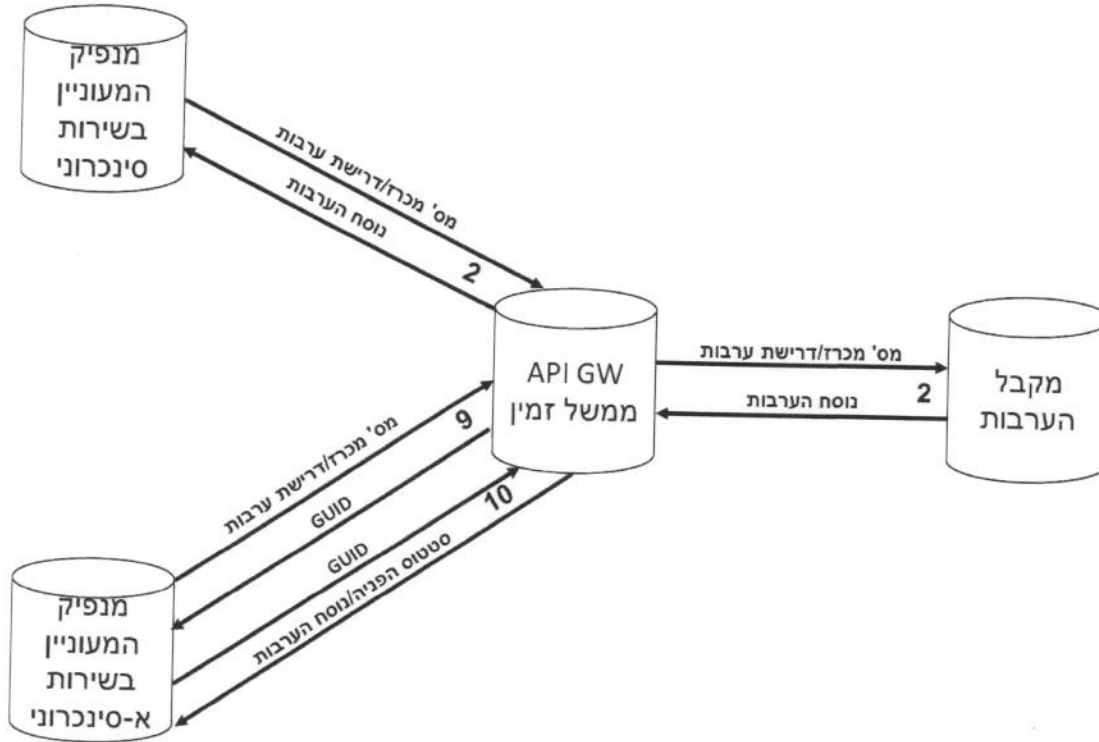 מנפיק
המעוניין
בשירות
סינכרוני
מס' מכרז/דרישת ערבות
נוסח הערבות
2
API GW
ממשל זמין
מס' מכרז/דרישת ערבות
2
נוסח הערבות
מקבל
הערבות
מס' מכרז/דרישת ערבות
9
GUID
GUID
10
סטטוס הפניה/נוסח הערבות
מנפיק
המעוניין
בשירות
א-סינכרוני